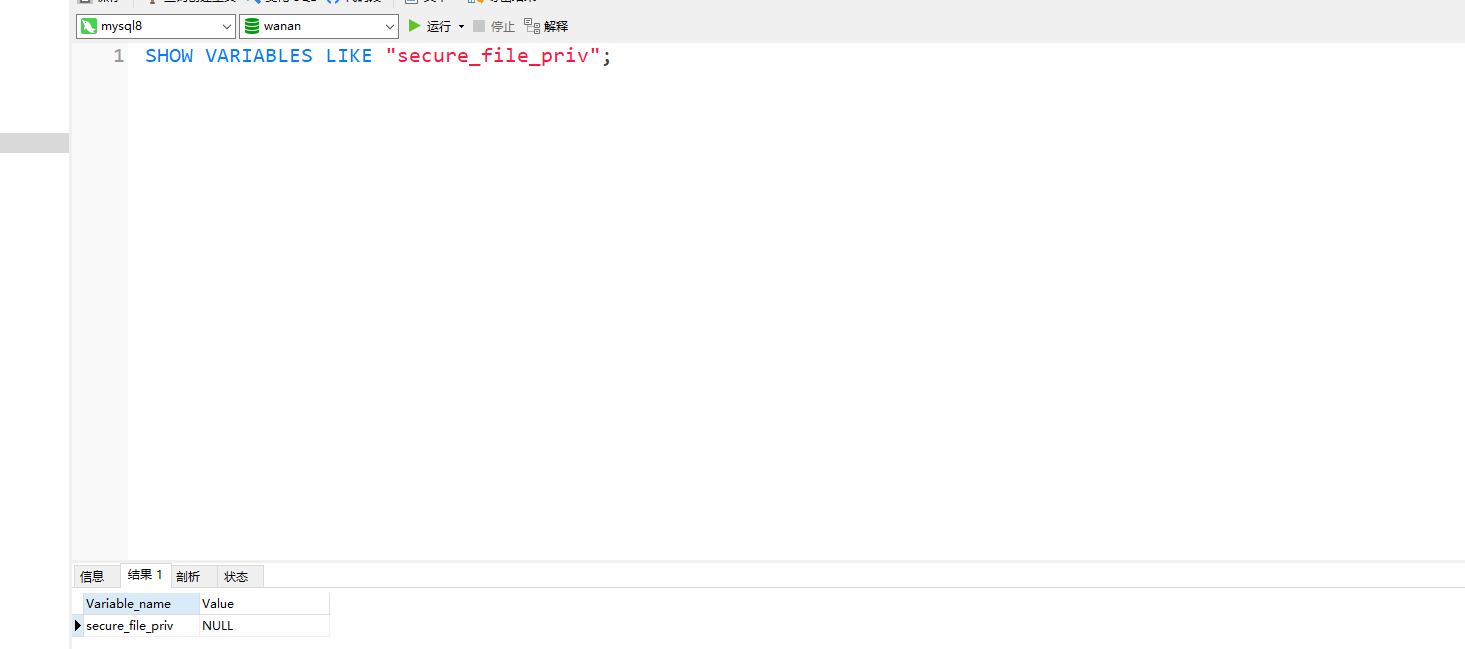 mysql8 wanan 运行 停止 解释
1 SHOW VARIABLES LIKE "secure_file_priv";
信息 结果 1 剖析 状态
Variable_name Value
secure_file_priv NULL